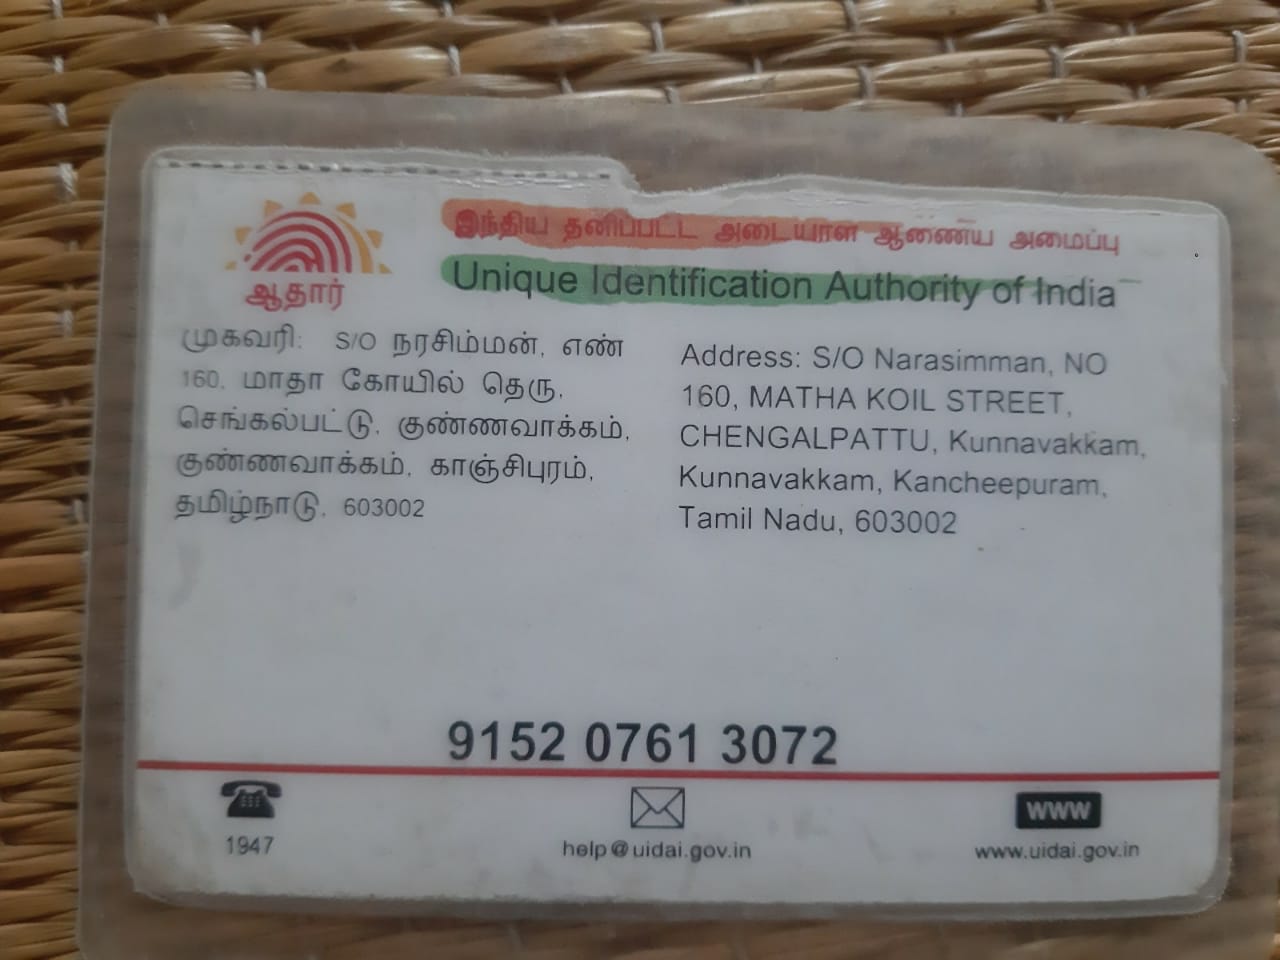 இந்திய தனிப்பட்ட அடையாள ஆணைய அமைப்பு
Unique Identification Authority of India
ஆதார்
முகவரி: S/O நரசிம்மன், எண்
160, மாதா கோயில் தெரு,
செங்கல்பட்டு, குண்ணவாக்கம்,
குண்ணவாக்கம், காஞ்சிபுரம்,
தமிழ்நாடு, 603002
Address: S/O Narasimman, NO
160, MATHA KOIL STREET,
CHENGALPATTU, Kunnavakkam,
Kunnavakkam, Kancheepuram,
Tamil Nadu, 603002
9152 0761 3072
1947
help@uidai.gov.in
WWW
www.uidai.gov.in